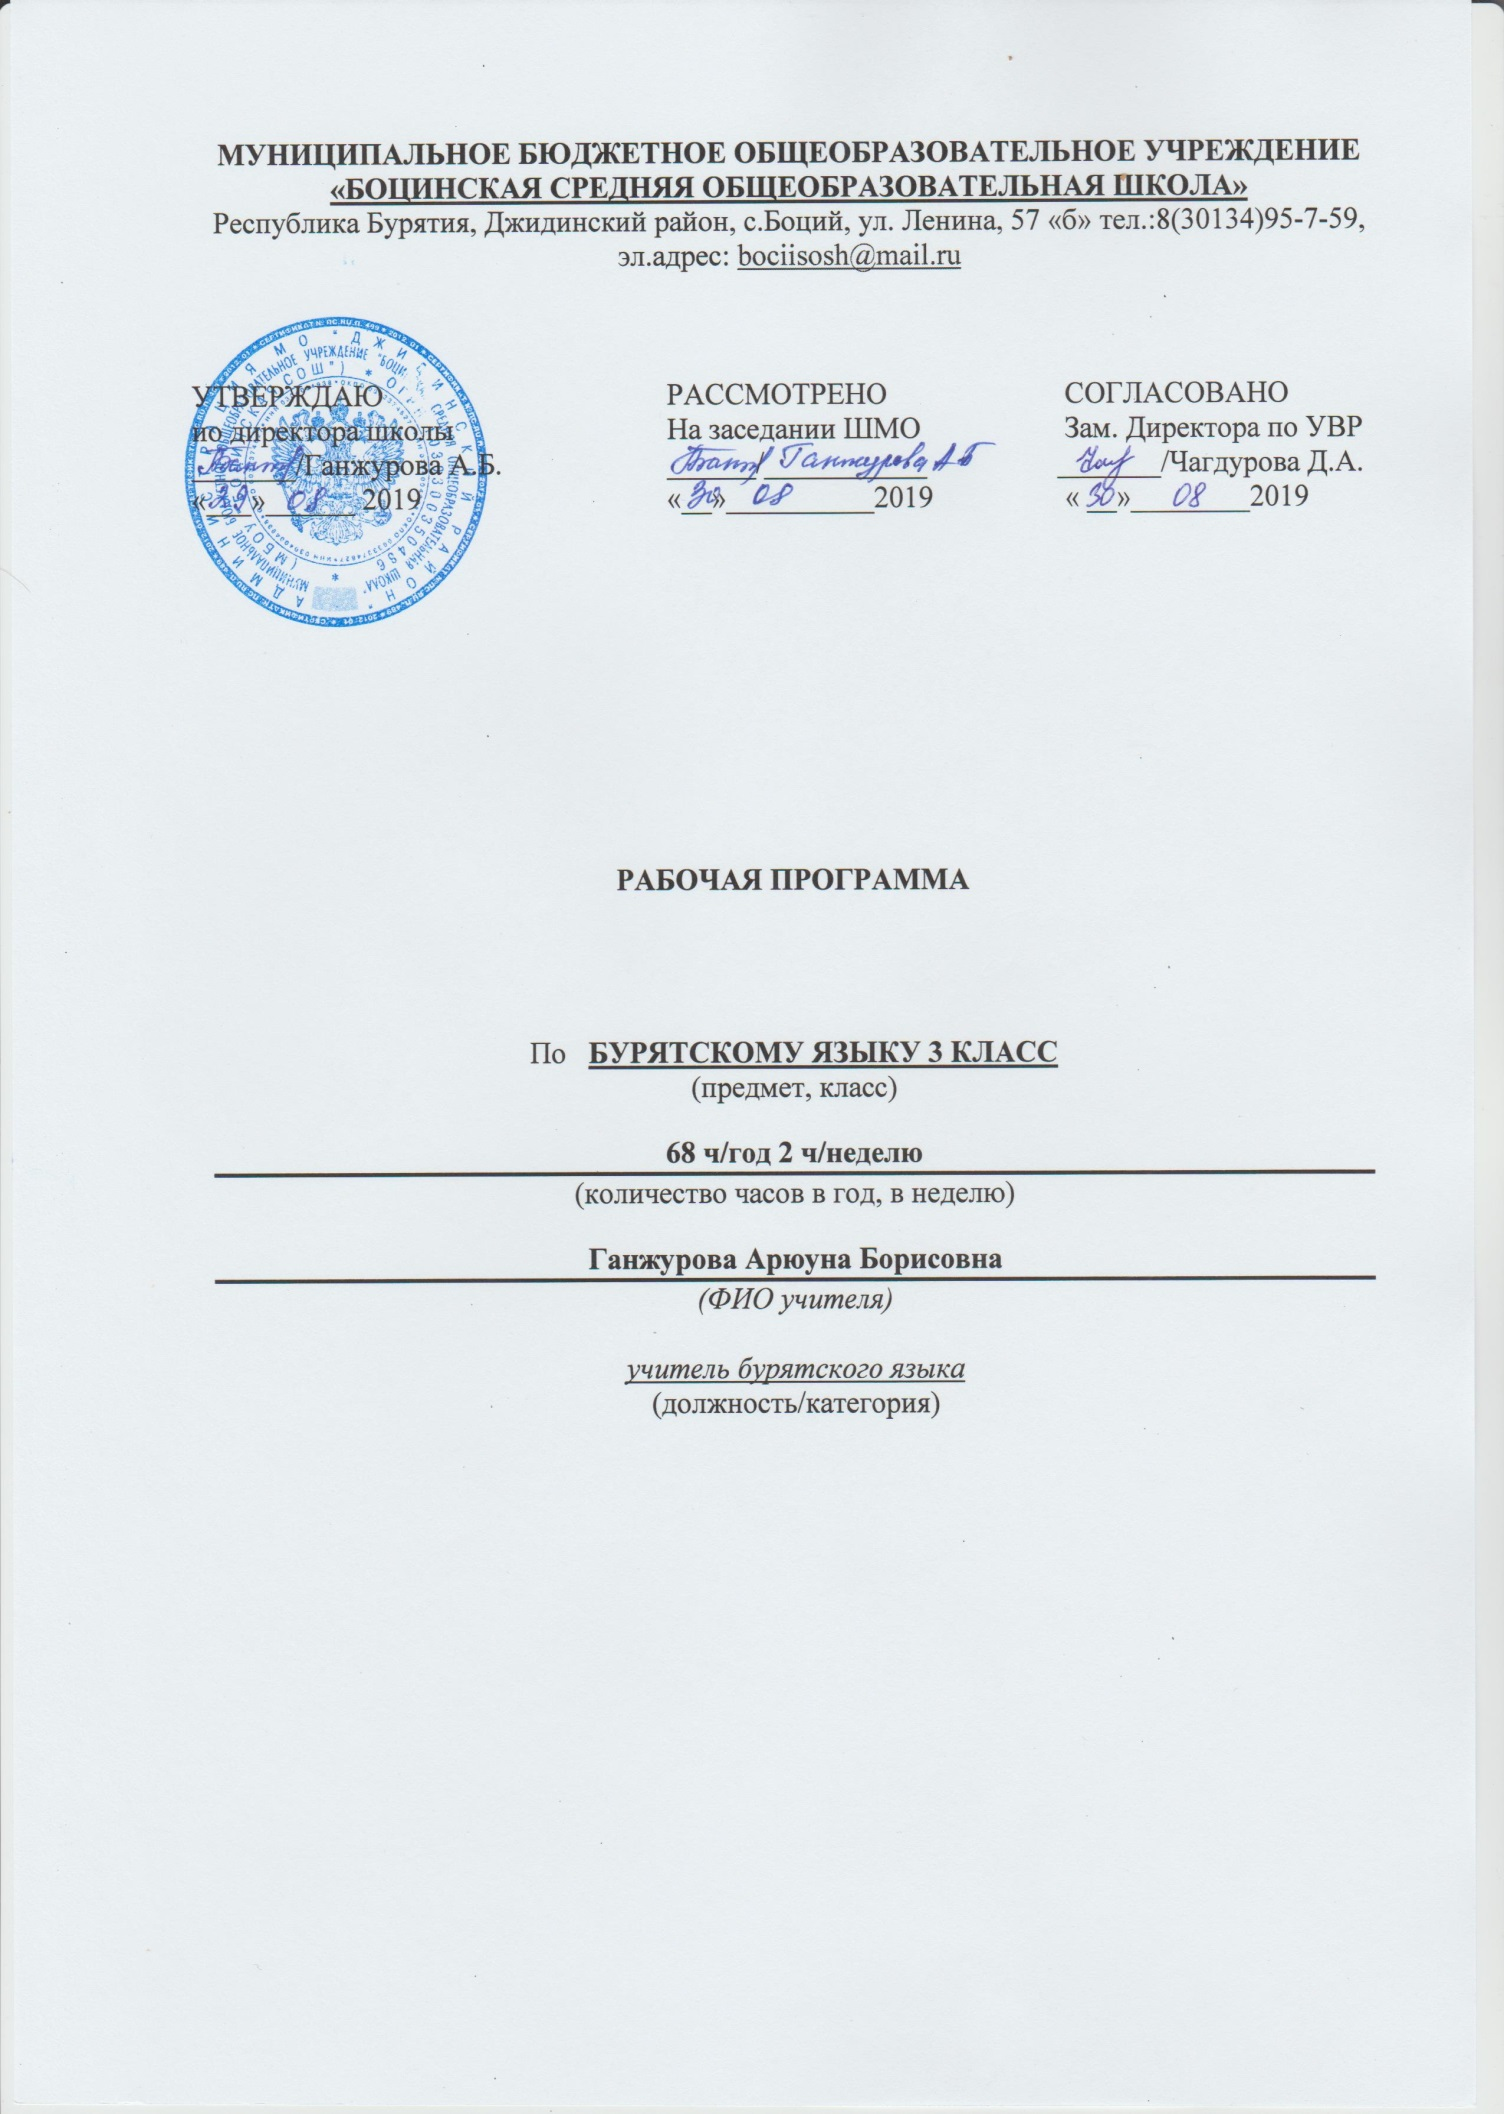 МУНИЦИПАЛЬНОЕ БЮДЖЕТНОЕ ОБЩЕОБРАЗОВАТЕЛЬНОЕ УЧРЕЖДЕНИЕ
«БОЦИНСКАЯ СРЕДНЯЯ ОБЩЕОБРАЗОВАТЕЛЬНАЯ ШКОЛА»
Республика Бурятия, Джидинский район, с.Боций, ул. Ленина, 57 «б» тел.:8(30134)95-7-59,
эл.адрес: bociisosh@mail.ru
УТВЕРЖДАЮ
ио директора школы
/Ганжурова А.Б.
« » 08 2019
РАССМОТРЕНО
На заседании ШМО
/ Ганжурова А Б
«30» 08 2019
СОГЛАСОВАНО
Зам. Директора по УВР
/Чагдурова Д.А.
«30» 08 2019
РАБОЧАЯ ПРОГРАММА
По БУРЯТСКОМУ ЯЗЫКУ 3 КЛАСС
(предмет, класс)
68 ч/год 2 ч/неделю
(количество часов в год, в неделю)
Ганжурова Арюуна Борисовна
(ФИО учителя)
учитель бурятского языка
(должность/категория)